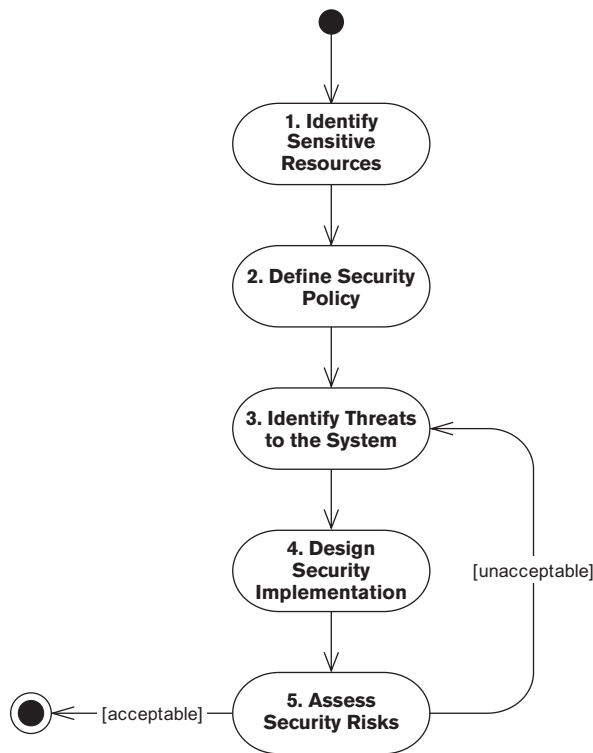 1. Identify
Sensitive
Resources
2. Define Security
Policy
3. Identify Threats
to the System
4. Design
Security
Implementation
[unacceptable]
5. Assess
Security Risks
[acceptable]